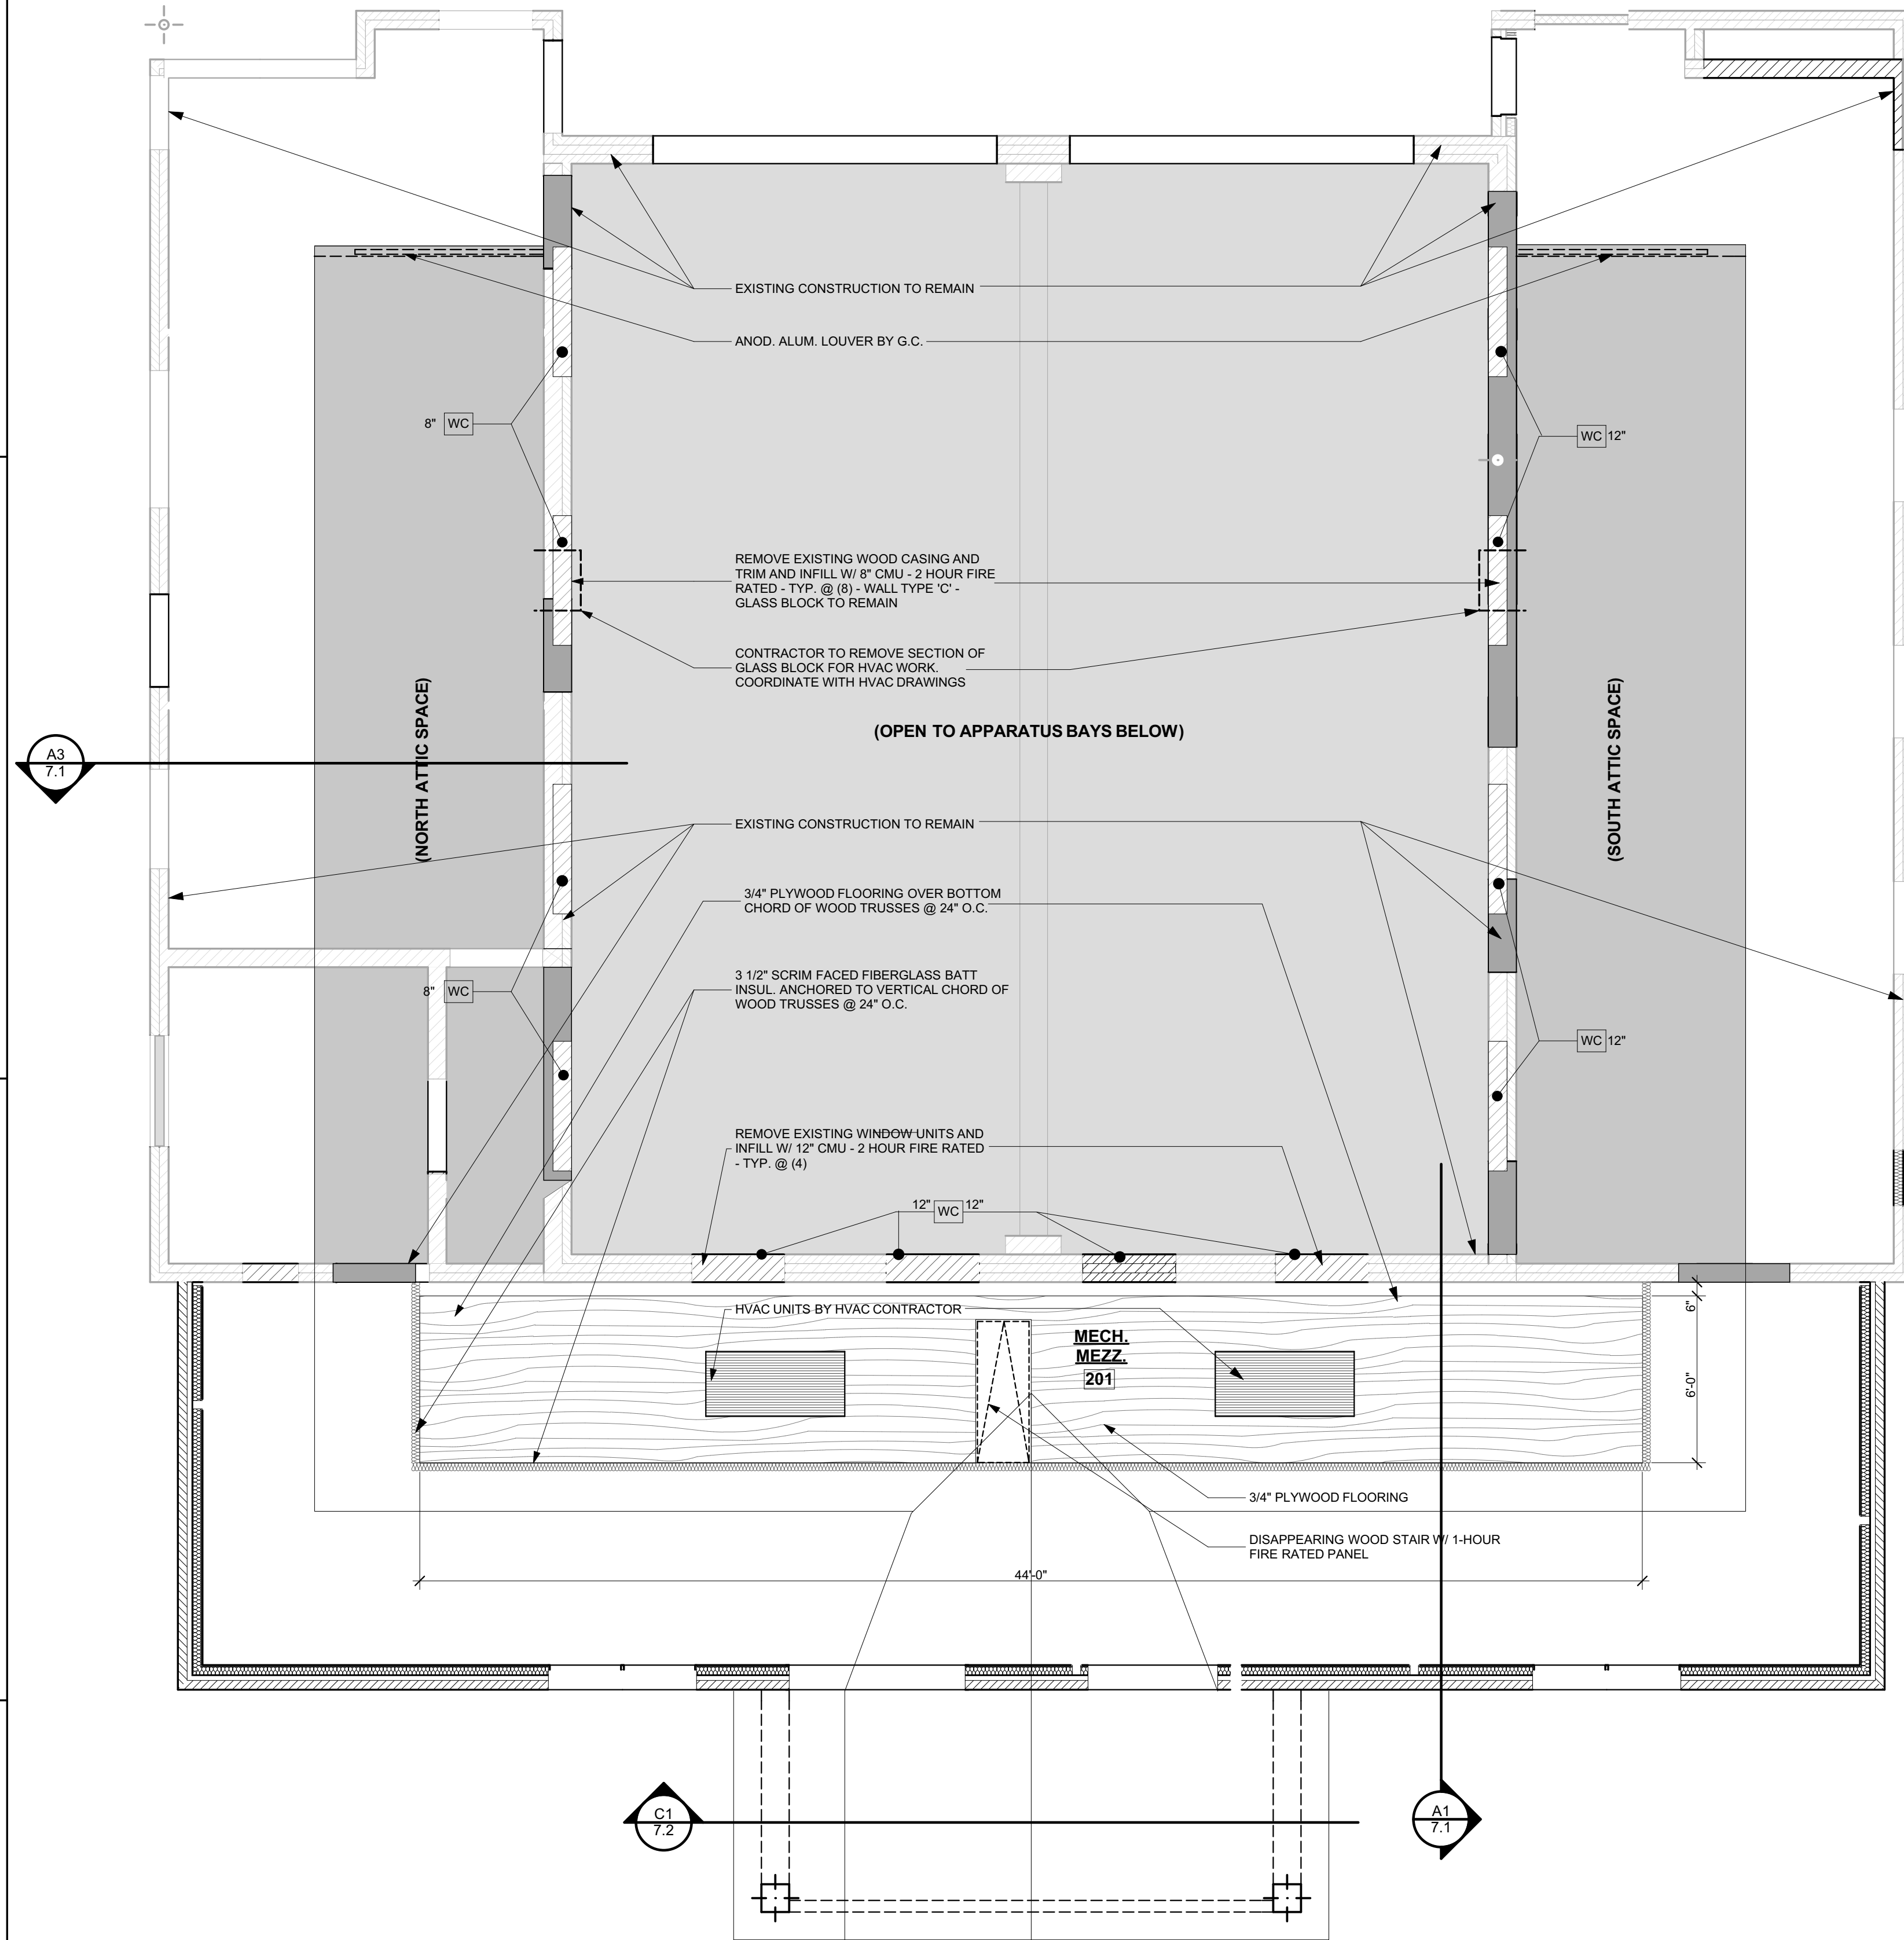 EXISTING CONSTRUCTION TO REMAIN
ANOD. ALUM. LOUVER BY G.C.
8" WC
WC 12"
REMOVE EXISTING WOOD CASING AND
TRIM AND INFILL W/ 8" CMU - 2 HOUR FIRE
RATED - TYP. @ (8) - WALL TYPE 'C' -
GLASS BLOCK TO REMAIN
CONTRACTOR TO REMOVE SECTION OF
GLASS BLOCK FOR HVAC WORK.
COORDINATE WITH HVAC DRAWINGS
(NORTH ATTIC SPACE)
(OPEN TO APPARATUS BAYS BELOW)
(SOUTH ATTIC SPACE)
A3
7.1
EXISTING CONSTRUCTION TO REMAIN
3/4" PLYWOOD FLOORING OVER BOTTOM
CHORD OF WOOD TRUSSES @ 24" O.C.
3 1/2" SCRIM FACED FIBERGLASS BATT
INSUL. ANCHORED TO VERTICAL CHORD OF
WOOD TRUSSES @ 24" O.C.
8" WC
WC 12"
REMOVE EXISTING WINDOW UNITS AND
INFILL W/ 12" CMU - 2 HOUR FIRE RATED
- TYP. @ (4)
12" WC 12"
HVAC UNITS BY HVAC CONTRACTOR
MECH.
MEZZ.
201
6"
6'-0"
3/4" PLYWOOD FLOORING
DISAPPEARING WOOD STAIR W/ 1-HOUR
FIRE RATED PANEL
44'-0"
C1
7.2
A1
7.1